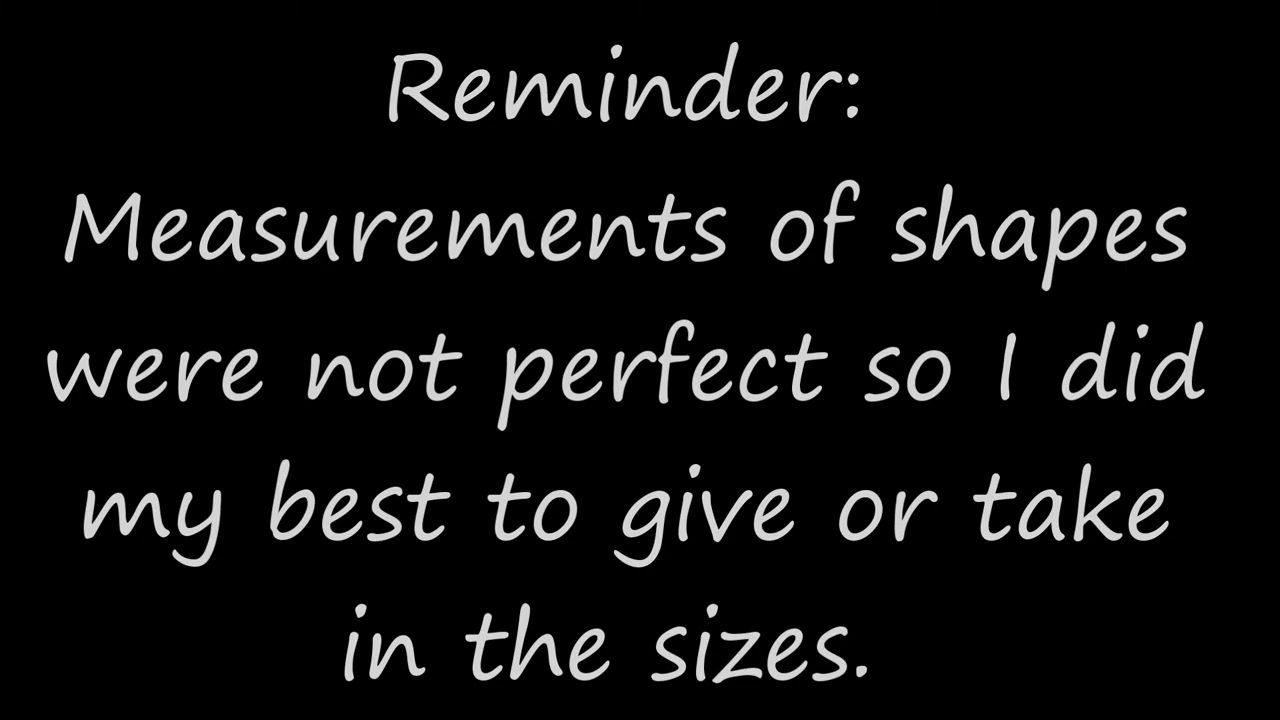 Reminder:
Measurements of shapes
were not perfect so I did
my best to give or take
in the sizes.